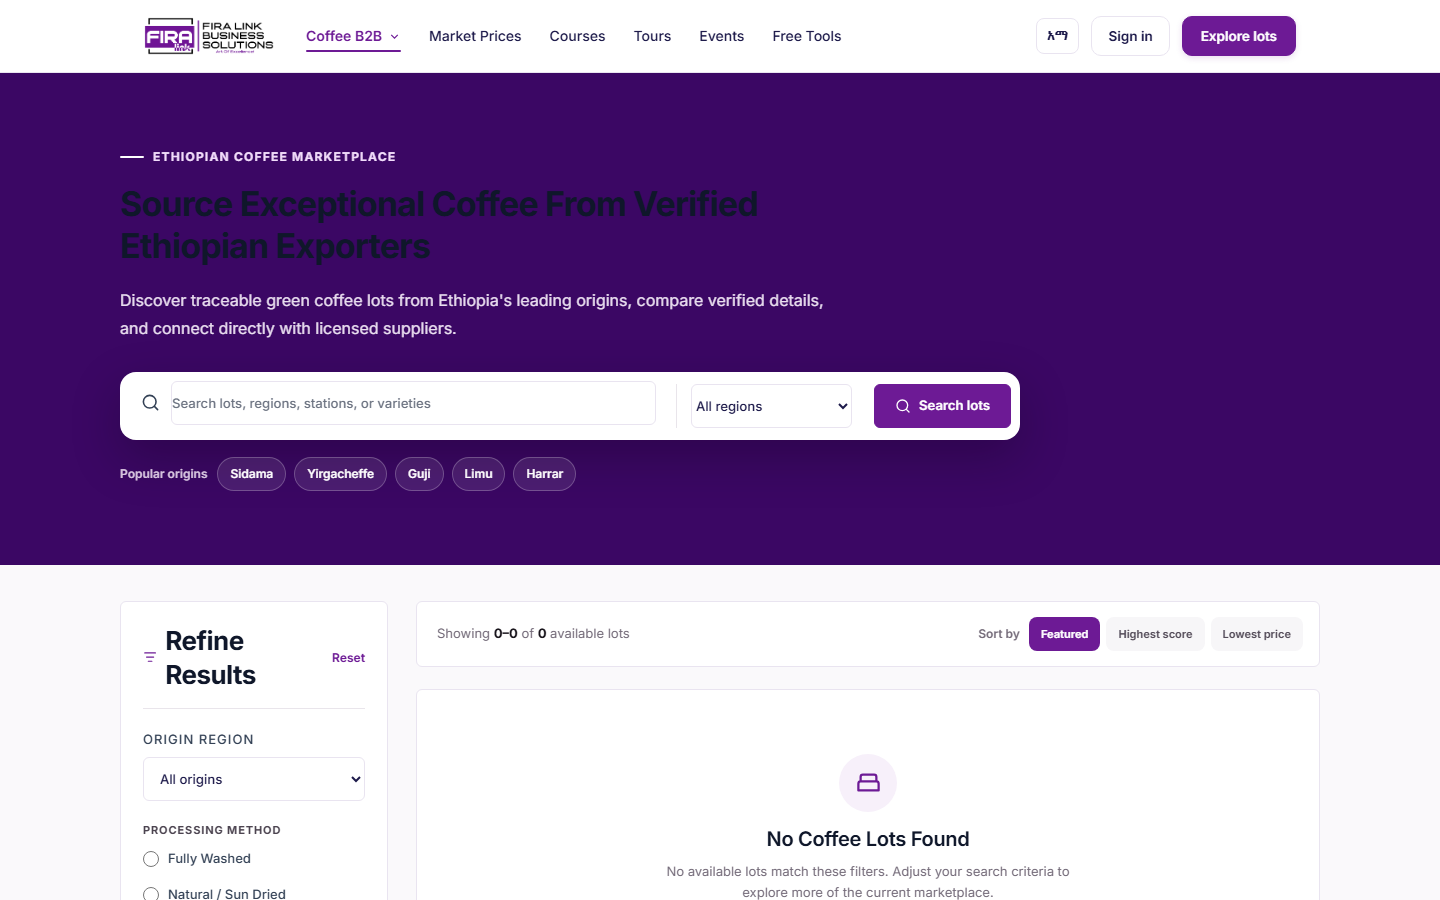 FIRA
link
FIRA LINK
BUSINESS
SOLUTIONS
Coffee B2B
Market Prices
Courses
Tours
Events
Free Tools
አማ
Sign in
Explore lots
ETHIOPIAN COFFEE MARKETPLACE
Source Exceptional Coffee From Verified
Ethiopian Exporters
Discover traceable green coffee lots from Ethiopia's leading origins, compare verified details,
and connect directly with licensed suppliers.
Search lots, regions, stations, or varieties
All regions
Search lots
Popular origins
Sidama
Yirgacheffe
Guji
Limu
Harrar
Refine
Results
Reset
ORIGIN REGION
All origins
PROCESSING METHOD
Fully Washed
Natural / Sun Dried
Showing 0–0 of 0 available lots
Sort by
Featured
Highest score
Lowest price
No Coffee Lots Found
No available lots match these filters. Adjust your search criteria to
explore more of the current marketplace.